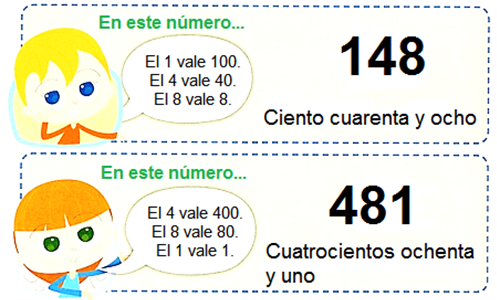 En este número...
El 1 vale 100.
El 4 vale 40.
El 8 vale 8.
148
Ciento cuarenta y ocho
En este número...
El 4 vale 400.
El 8 vale 80.
El 1 vale 1.
481
Cuatrocientos ochenta
y uno